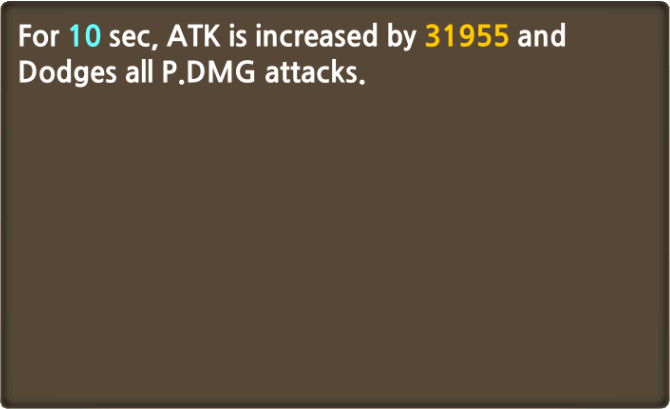 For 10 sec, ATK is increased by 31955 and
Dodges all P.DMG attacks.